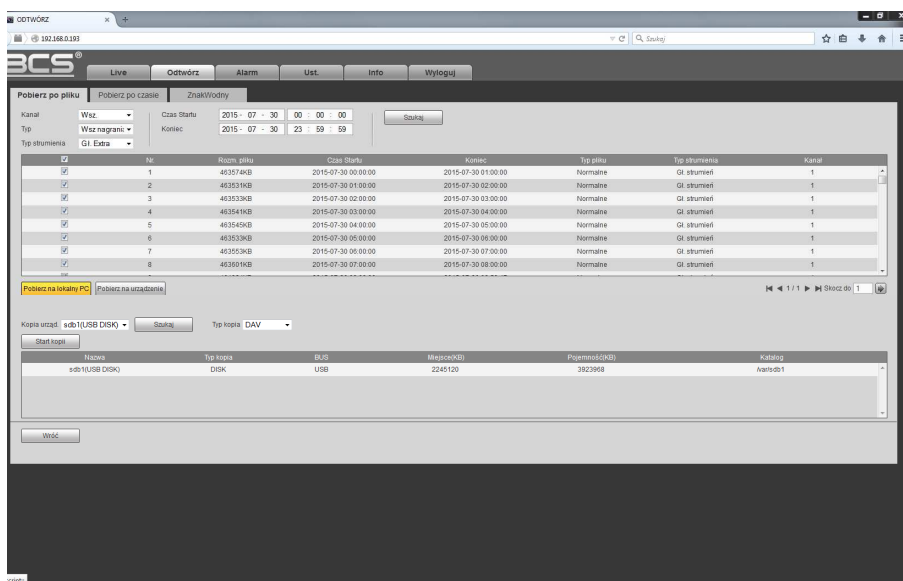 ODTWÓRZ × +
192.168.0.193 Szukaj
BCS®
Live Odtwórz Alarm Ust. Info Wyloguj
Pobierz po pliku Pobierz po czasie ZnakWodny
Kanał Wsz. Czas Startu 2015 - 07 - 30 00 : 00 : 00 Szukaj
Typ Wsz nagrania Koniec 2015 - 07 - 30 23 : 59 : 59
Typ strumienia Gł. Extra
Nr. Rozm. pliku Czas Startu Koniec Typ pliku Typ strumienia Kanał
1 463574KB 2015-07-30 00:00:00 2015-07-30 01:00:00 Normalne Gł. strumień 1
2 463531KB 2015-07-30 01:00:00 2015-07-30 02:00:00 Normalne Gł. strumień 1
3 463533KB 2015-07-30 02:00:00 2015-07-30 03:00:00 Normalne Gł. strumień 1
4 463541KB 2015-07-30 03:00:00 2015-07-30 04:00:00 Normalne Gł. strumień 1
5 463545KB 2015-07-30 04:00:00 2015-07-30 05:00:00 Normalne Gł. strumień 1
6 463533KB 2015-07-30 05:00:00 2015-07-30 06:00:00 Normalne Gł. strumień 1
7 463553KB 2015-07-30 06:00:00 2015-07-30 07:00:00 Normalne Gł. strumień 1
8 463601KB 2015-07-30 07:00:00 2015-07-30 08:00:00 Normalne Gł. strumień 1
Pobierz na lokalny PC Pobierz na urządzenie 1 / 1 Skocz do 1
Kopia urząd. sdb1(USB DISK) Szukaj Typ kopia DAV
Start kopii
Nazwa Typ kopia BUS Miejsce(KB) Pojemność(KB) Katalog
sdb1(USB DISK) DISK USB 2245120 3923968 /var/sdb1
Wróć